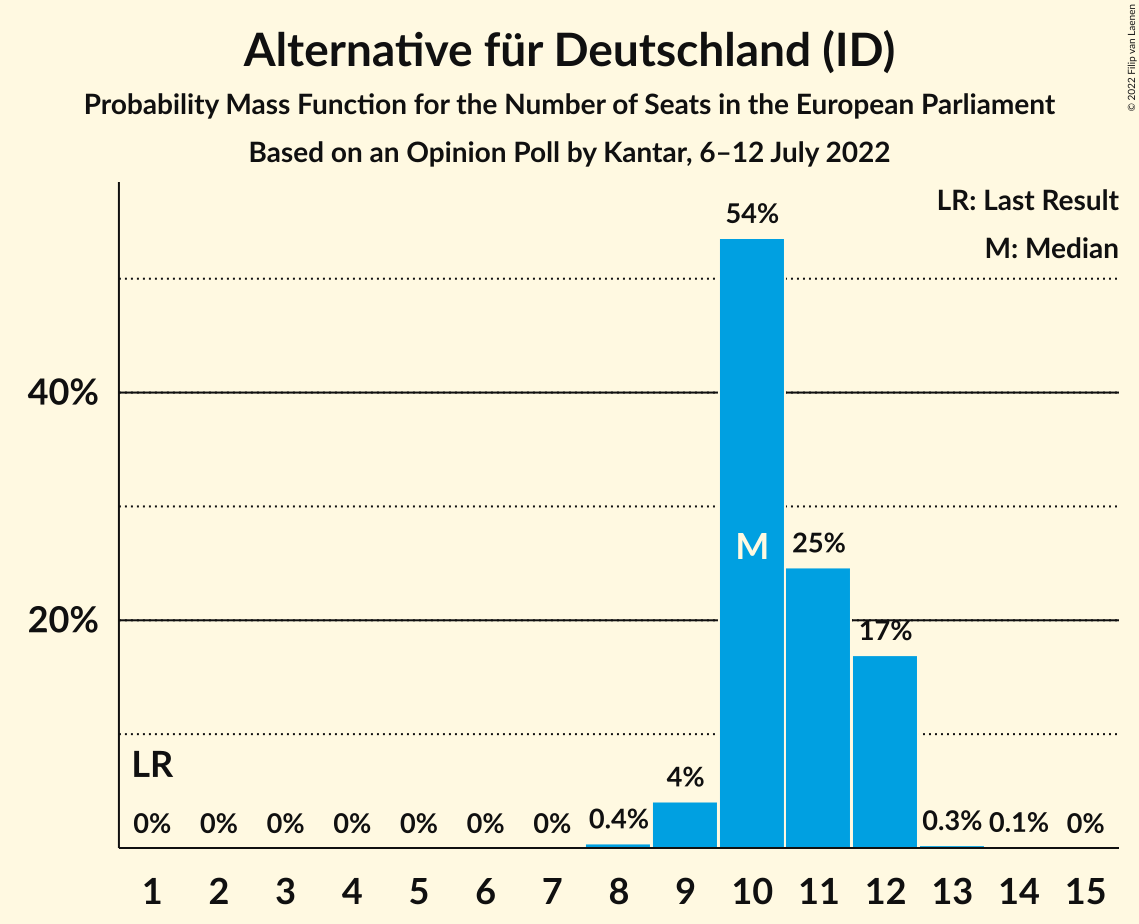 © 2022 Filip van Laenen
Alternative für Deutschland (ID)
Probability Mass Function for the Number of Seats in the European Parliament
Based on an Opinion Poll by Kantar, 6–12 July 2022
LR: Last Result
M: Median
54%
40%
M
25%
20%
17%
LR
4%
0% 0% 0% 0% 0% 0% 0% 0.4% 0.3% 0.1% 0%
1 2 3 4 5 6 7 8 9 10 11 12 13 14 15